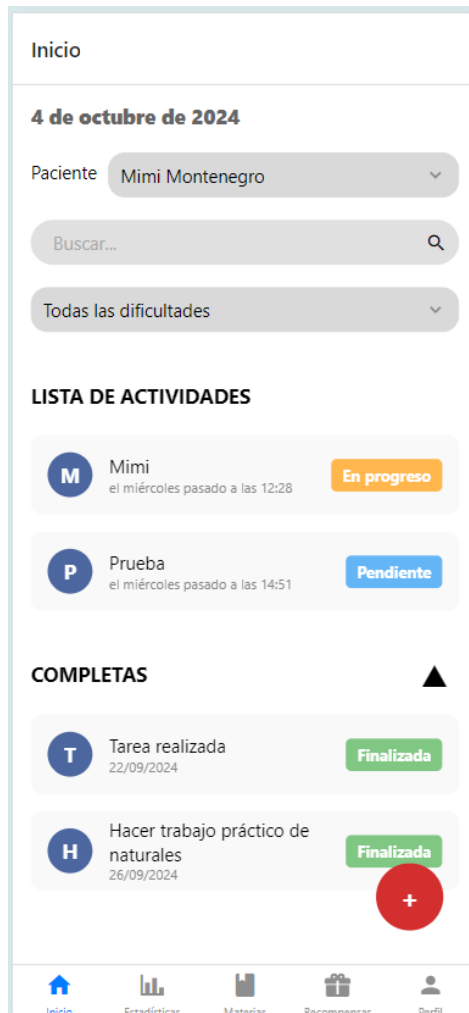 Inicio
4 de octubre de 2024
Paciente Mimi Montenegro
Buscar...
Todas las dificultades
LISTA DE ACTIVIDADES
M Mimi En progreso
el miércoles pasado a las 12:28
P Prueba Pendiente
el miércoles pasado a las 14:51
COMPLETAS
T Tarea realizada Finalizada
22/09/2024
H Hacer trabajo práctico de
naturales Finalizada
26/09/2024
+
Inicio Estadísticas Materias Recompensas Perfil